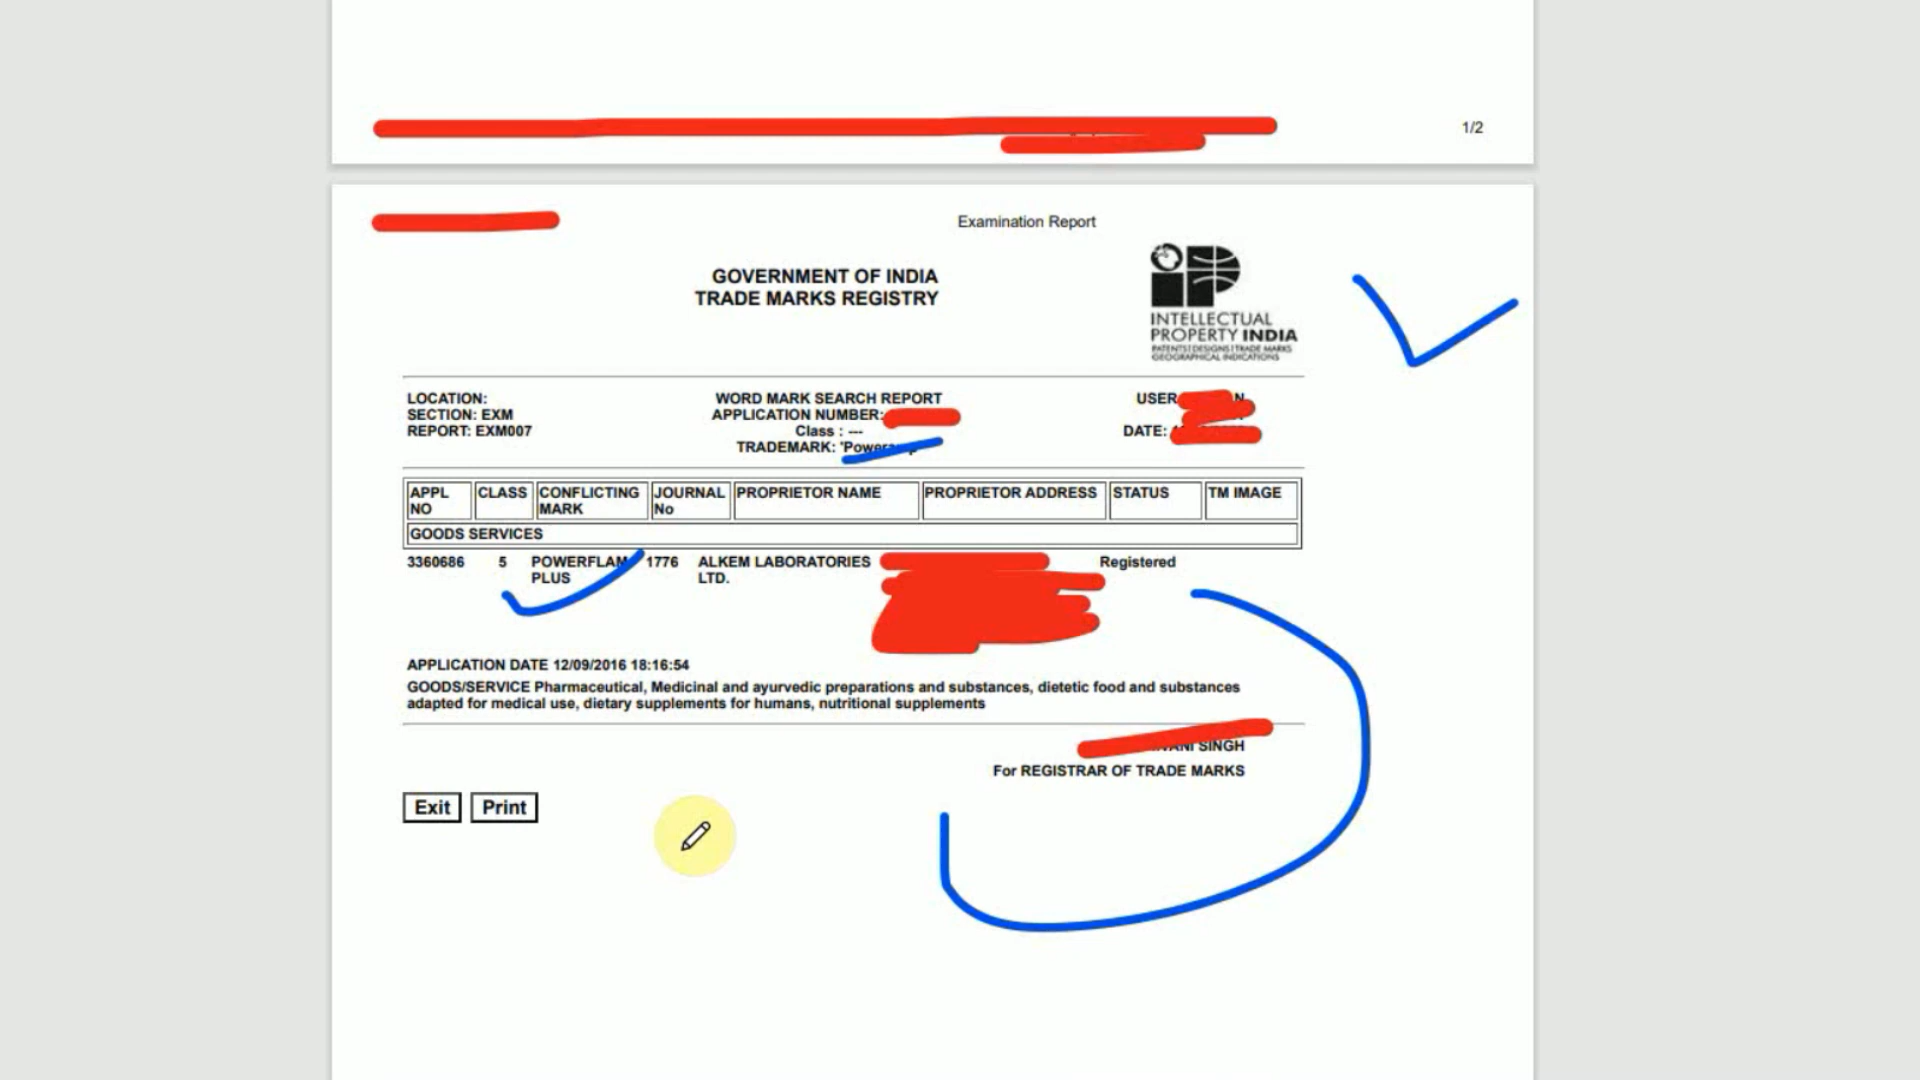 1/2
Examination Report
GOVERNMENT OF INDIA
TRADE MARKS REGISTRY
INTELLECTUAL
PROPERTY INDIA
PATENTS | DESIGNS | TRADE MARKS
GEOGRAPHICAL INDICATIONS
LOCATION:
SECTION: EXM
REPORT: EXM007
WORD MARK SEARCH REPORT
APPLICATION NUMBER:
Class : ---
TRADEMARK:
USER
DATE:
APPL NO
CLASS
CONFLICTING MARK
JOURNAL No
PROPRIETOR NAME
PROPRIETOR ADDRESS
STATUS
TM IMAGE
GOODS SERVICES
3360686 5 POWERFLAM 1776 ALKEM LABORATORIES Registered
PLUS LTD.
APPLICATION DATE 12/09/2016 18:16:54
GOODS/SERVICE Pharmaceutical, Medicinal and ayurvedic preparations and substances, dietetic food and substances
adapted for medical use, dietary supplements for humans, nutritional supplements
SINGH
For REGISTRAR OF TRADE MARKS
Exit Print